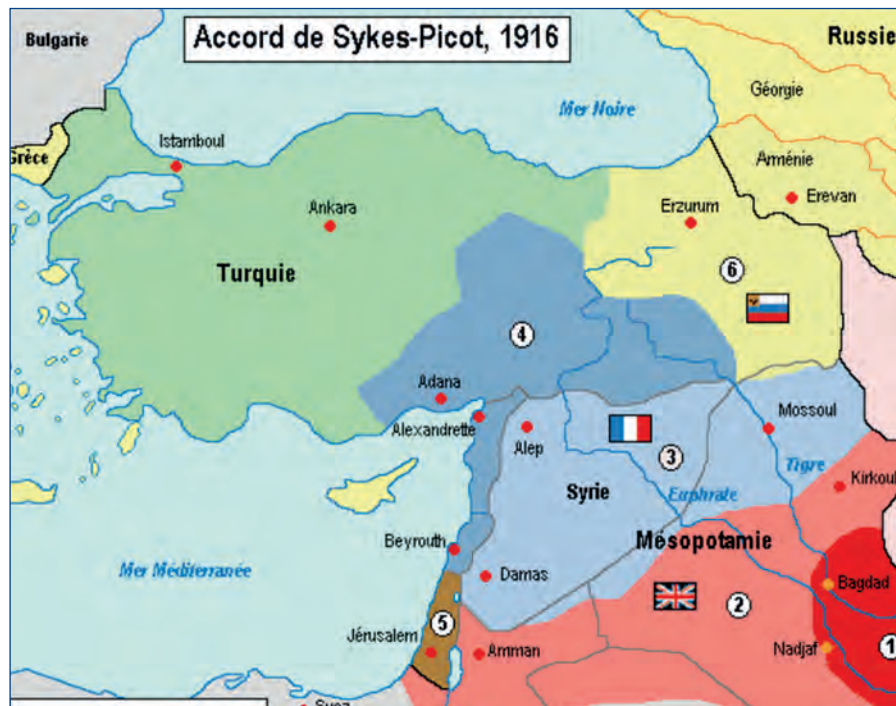 Accord de Sykes-Picot, 1916
Bulgarie
Russie
Géorgie
Mer Noire
Grèce
Istamboul
Arménie
Erevan
Ankara
Erzurum
Turquie
6
4
Adana
Alexandrette
Alep
Mossoul
3
Tigre
Kirkouk
Syrie
Euphrate
Mésopotamie
Beyrouth
Mer Méditerranée
Damas
Bagdad
2
5
Jérusalem
Amman
Nadjaf
1
Suez